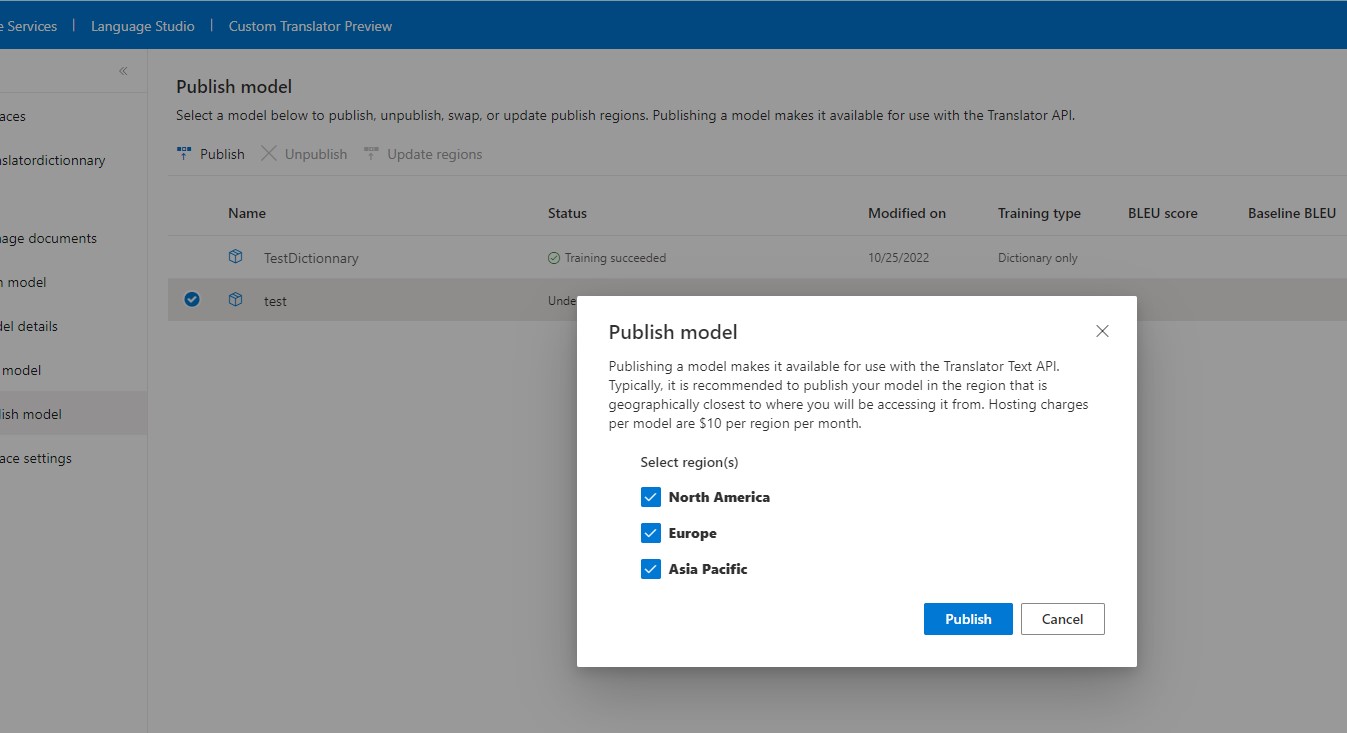 Services | Language Studio | Custom Translator Preview
Publish model
Select a model below to publish, unpublish, swap, or update publish regions. Publishing a model makes it available for use with the Translator API.
Publish Unpublish Update regions
Name Status Modified on Training type BLEU score Baseline BLEU
TestDictionnary Training succeeded 10/25/2022 Dictionary only
test Unde
aces
slatordictionnary
age documents
model
el details
model
ish model
ace settings
Publish model
Publishing a model makes it available for use with the Translator Text API.
Typically, it is recommended to publish your model in the region that is
geographically closest to where you will be accessing it from. Hosting charges
per model are $10 per region per month.
Select region(s)
North America
Europe
Asia Pacific
Publish Cancel